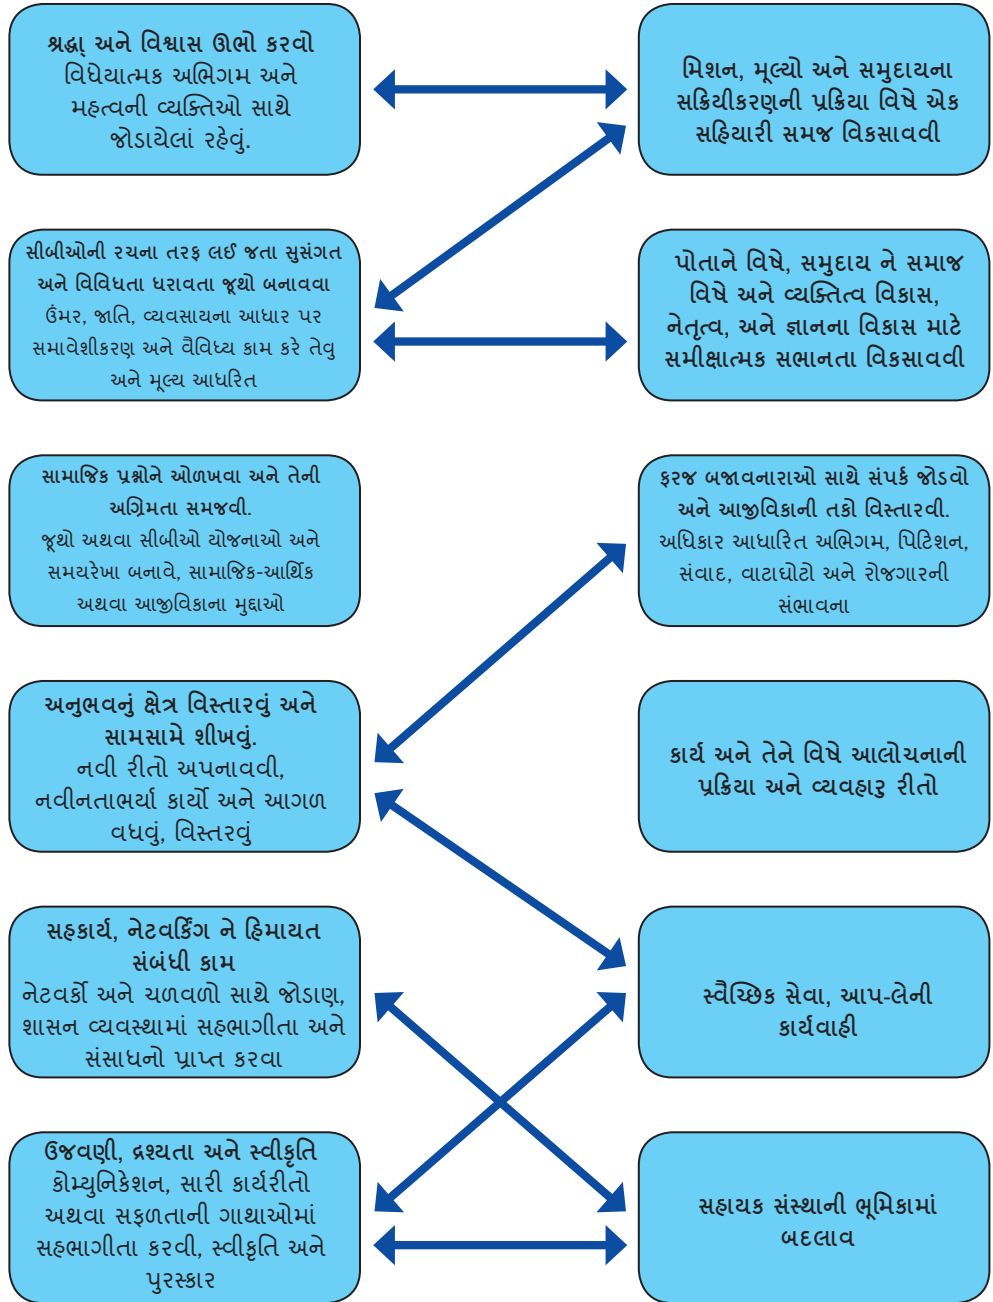 શ્રદ્ધા અને વિશ્વાસ ઊભો કરવો
વિધેયાત્મક અભિગમ અને
મહત્વની વ્યક્તિઓ સાથે
જોડાયેલાં રહેવું.
મિશન, મૂલ્યો અને સમુદાયના
સક્રિયીકરણની પ્રક્રિયા વિષે એક
સહિયારી સમજ વિકસાવવી
સીબીઓની રચના તરફ લઈ જતા સુસંગત
અને વિવિધતા ધરાવતા જૂથો બનાવવા
ઉંમર, જાતિ, વ્યવસાયના આધાર પર
સમાવેશીકરણ અને વૈવિધ્ય કામ કરે તેવુ
અને મૂલ્ય આધરિત
પોતાને વિષે, સમુદાય ને સમાજ
વિષે અને વ્યક્તિત્વ વિકાસ,
નેતૃત્વ, અને જ્ઞાનના વિકાસ માટે
સમીક્ષાત્મક સભાનતા વિકસાવવી
સામાજિક પ્રશ્નોને ઓળખવા અને તેની
અગ્રિમતા સમજવી.
જૂથો અથવા સીબીઓ યોજનાઓ અને
સમયરેખા બનાવે, સામાજિક-આર્થિક
અથવા આજીવિકાના મુદ્દાઓ
ફરજ બજાવનારાઓ સાથે સંપર્ક જોડવો
અને આજીવિકાની તકો વિસ્તારવી.
અધિકાર આધારિત અભિગમ, પિટિશન,
સંવાદ, વાટાઘોટો અને રોજગારની
સંભાવના
અનુભવનું ક્ષેત્ર વિસ્તારવું અને
સામસામે શીખવું.
નવી રીતો અપનાવવી,
નવીનતાભર્યા કાર્યો અને આગળ
વધવું, વિસ્તરવું
કાર્ય અને તેને વિષે આલોચનાની
પ્રક્રિયા અને વ્યવહારુ રીતો
સહકાર્ય, નેટવર્કિંગ ને હિમાયત
સંબંધી કામ
નેટવર્કો અને ચળવળો સાથે જોડાણ,
શાસન વ્યવસ્થામાં સહભાગીતા અને
સંસાધનો પ્રાપ્ત કરવા
સ્વૈચ્છિક સેવા, આપ-લેની
કાર્યવાહી
ઉજવણી, દ્રશ્યતા અને સ્વીકૃતિ
કોમ્યુનિકેશન, સારી કાર્યરીતો
અથવા સફળતાની ગાથાઓમાં
સહભાગીતા કરવી, સ્વીકૃતિ અને
પુરસ્કાર
સહાયક સંસ્થાની ભૂમિકામાં
બદલાવ